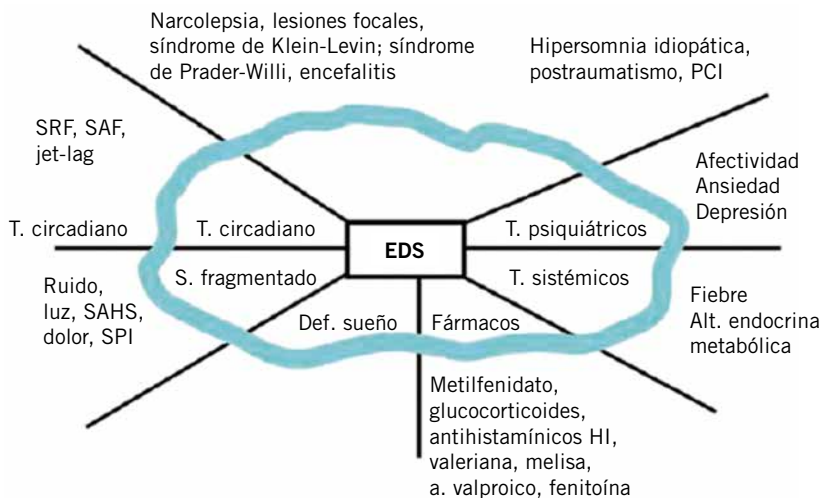 Narcolepsia, lesiones focales,
síndrome de Klein-Levin; síndrome
de Prader-Willi, encefalitis
Hipersomnia idiopática,
postraumatismo, PCI
SRF, SAF,
jet-lag
Afectividad
Ansiedad
Depresión
T. circadiano
T. circadiano
EDS
T. psiquiátricos
S. fragmentado
T. sistémicos
Ruido,
luz, SAHS,
dolor, SPI
Def. sueño
Fármacos
Fiebre
Alt. endocrina
metabólica
Metilfenidato,
glucocorticoides,
antihistamínicos HI,
valeriana, melisa,
a. valproico, fenitoína